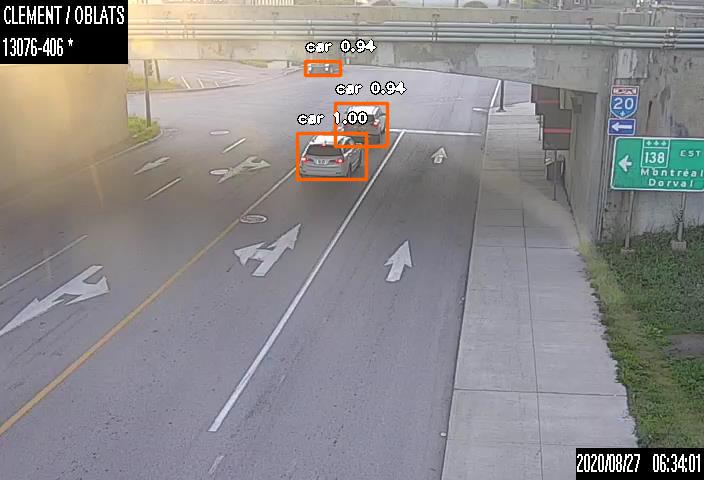 CLEMENT / OBLATS
13076-406 *
car 0.94
car 0.94
car 1.00
20
138 EST
Montréal
Dorval
2020/08/27 06:34:01